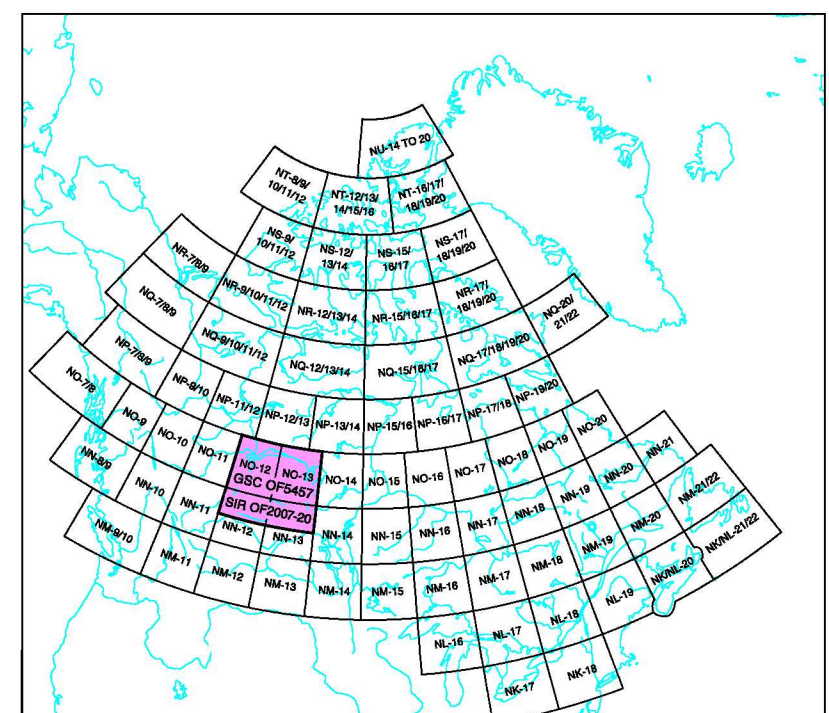 NU-14 TO 20
NT-8/9/
10/11/12
NT-12/13/
14/15/16
NT-16/17/
18/19/20
NS-9/
10/11/12
NS-12/
13/14
NS-15/
16/17
NS-17/
18/19/20
NR-7/8/9
NR-9/10/11/12
NR-12/13/14
NR-15/16/17
NR-17/
18/19/20
NQ-7/8/9
NQ-9/10/11/12
NQ-12/13/14
NQ-15/16/17
NQ-17/18/19/20
NQ-20/
21/22
NP-7/8/9
NP-9/10
NP-11/12
NP-12/13
NP-13/14
NP-15/16
NP-16/17
NP-17/18
NP-19/20
NO-7/8
NO-9
NO-10
NO-11
NO-12
NO-13
GSC OF5457
NO-14
NO-15
NO-16
NO-17
NO-18
NO-19
NO-20
NN-8/9
NN-10
NN-11
SIR OF2007-20
NN-12
NN-13
NN-14
NN-15
NN-16
NN-17
NN-18
NN-19
NN-20
NN-21
NM-9/10
NM-11
NM-12
NM-13
NM-14
NM-15
NM-16
NM-17
NM-18
NM-19
NM-20
NM-21/22
NL-16
NL-17
NL-18
NL-19
NK/NL-20
NK/NL-21/22
NK-17
NK-18